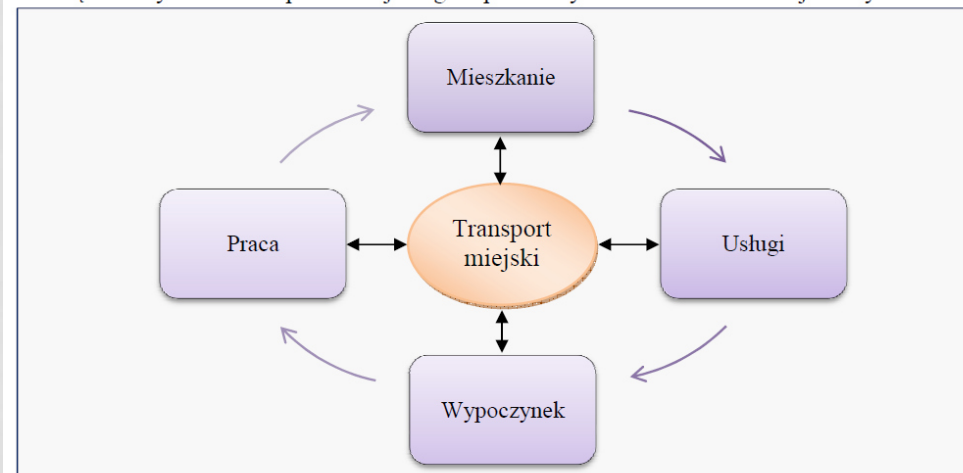 Mieszkanie
Praca
Transport
miejski
Usługi
Wypoczynek